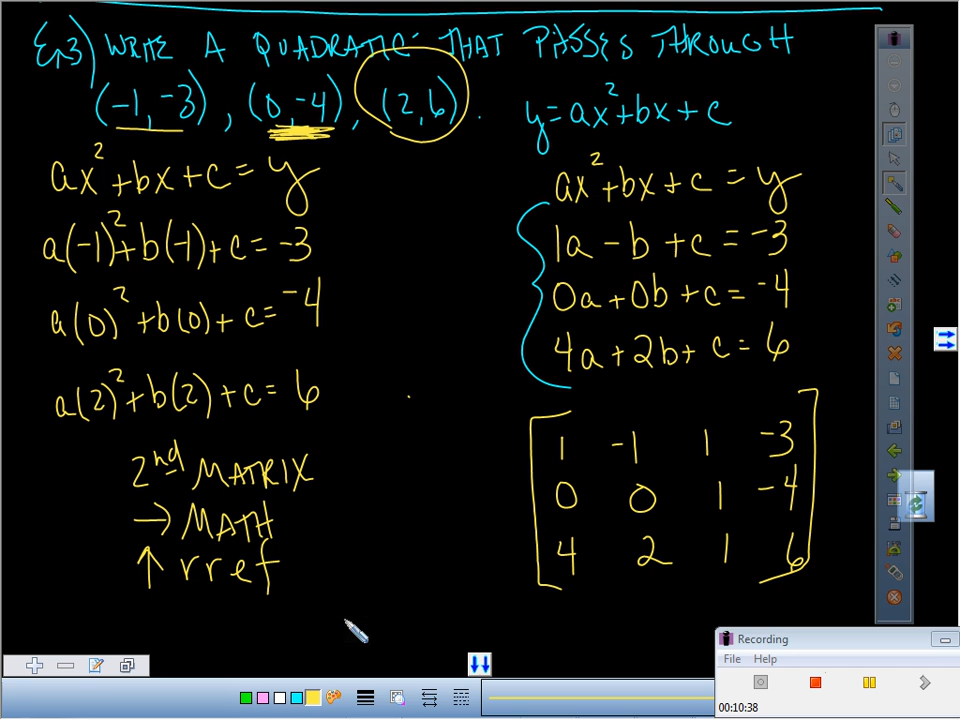 Ex3) WRITE A QUADRATIC THAT PASSES THROUGH
(-1,-3), (0,-4), (2,6). y=ax²+bx+c
ax²+bx+c=y
a(-1)²+b(-1)+c=-3
a(0)²+b(0)+c=-4
a(2)²+b(2)+c=6
2nd MATRIX
→ MATH
↑ rref
ax²+bx+c=y
1a-b+c=-3
0a+0b+c=-4
4a+2b+c=6
1 -1 1 -3
0 0 1 -4
4 2 1 6
Recording
File Help
00:10:38